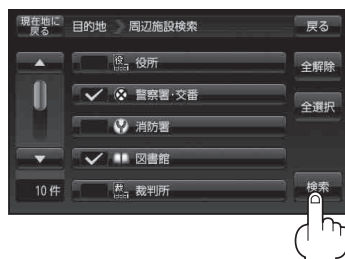 現在地に
戻る
目的地
周辺施設検索
戻る
役所
全解除
警察署・交番
全選択
消防署
図書館
10件
裁判所
検索